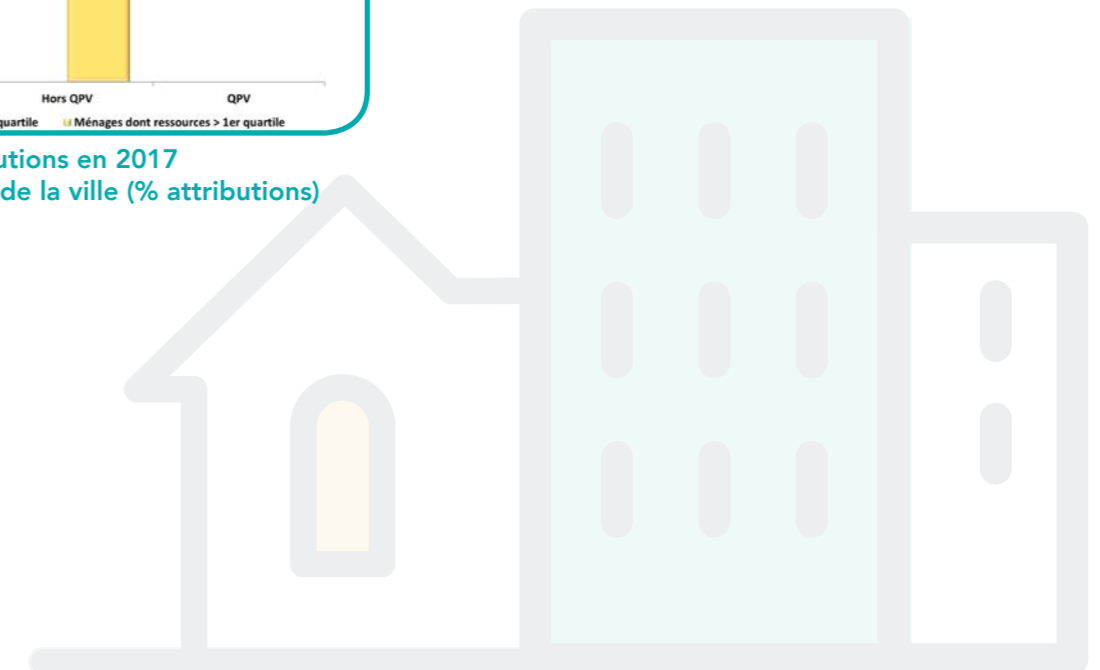 Hors QPV QPV
quartile Ménages dont ressources > 1er quartile
utions en 2017
de la ville (% attributions)